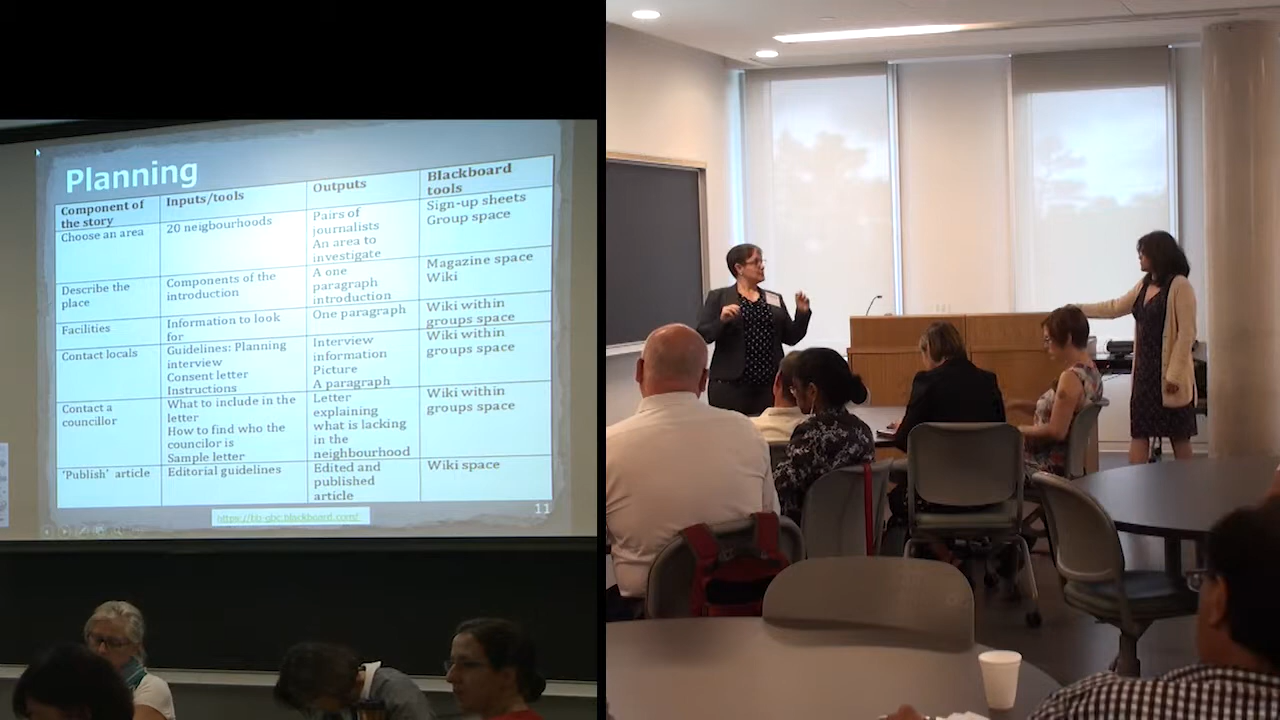 Planning
Component of
the story
Inputs/tools
Outputs
Blackboard
tools
Choose an area
20 neigbourhoods
Pairs of
journalists
An area to
investigate
Sign-up sheets
Group space
Describe the
place
Components of the
introduction
A one
paragraph
introduction
Magazine space
Wiki
Facilities
Information to look
for
One paragraph
Wiki within
groups space
Contact locals
Guidelines: Planning
interview
Consent letter
Instructions
Interview
information
Picture
A paragraph
Wiki within
groups space
Contact a
councillor
What to include in the
letter
How to find who the
councilor is
Sample letter
Letter
explaining
what is lacking
in the
neighbourhood
Wiki within
groups space
'Publish' article
Editorial guidelines
Edited and
published
article
Wiki space
https://bb-gbc.blackboard.com/
11